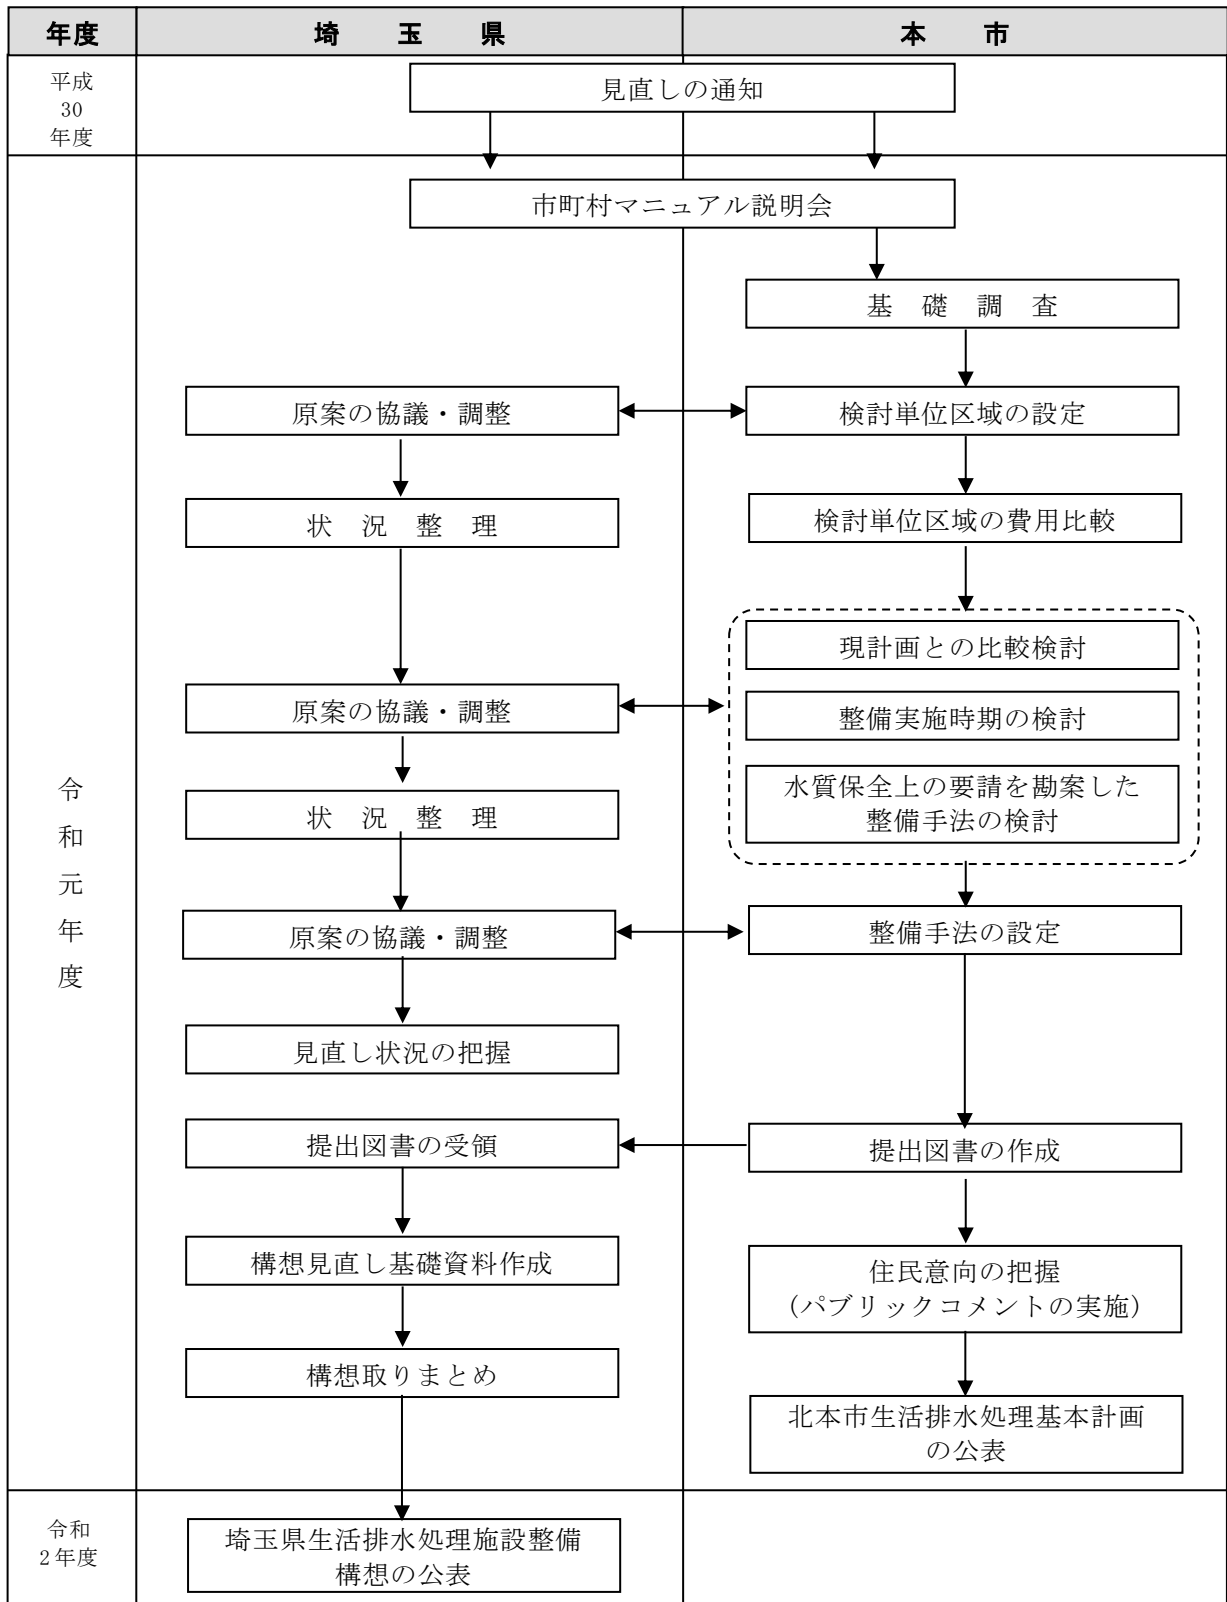 年度 埼 玉 県 本 市
平成
30
年度
見直しの通知
市町村マニュアル説明会
基 礎 調 査
原案の協議・調整
検討単位区域の設定
状 況 整 理
検討単位区域の費用比較
現計画との比較検討
原案の協議・調整
整備実施時期の検討
水質保全上の要請を勘案した
整備手法の検討
状 況 整 理
令
和
元
年
度
原案の協議・調整
整備手法の設定
見直し状況の把握
提出図書の受領
提出図書の作成
構想見直し基礎資料作成
住民意向の把握
（パブリックコメントの実施）
構想取りまとめ
北本市生活排水処理基本計画
の公表
令和
2年度
埼玉県生活排水処理施設整備
構想の公表